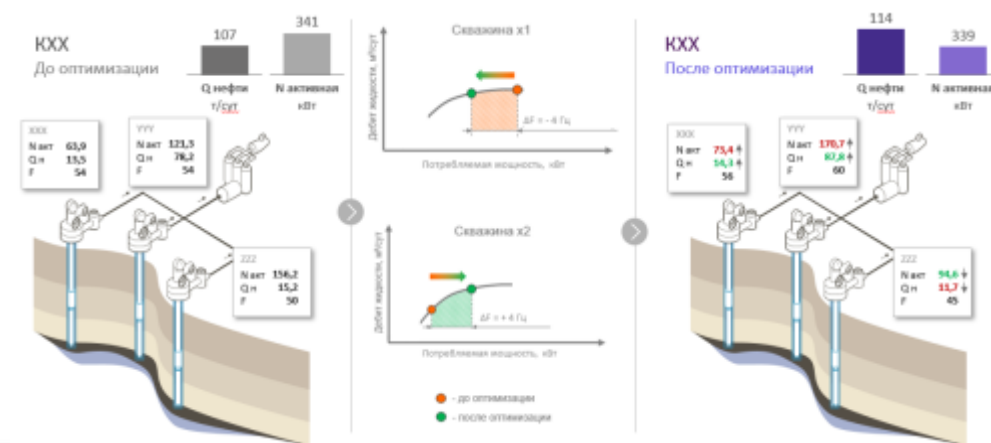 КХХ
До оптимизации
107
341
Q нефти
т/сут
N активная
кВт
XXX
N акт 63,9
Q н 13,5
F 54
YYY
N акт 121,3
Q н 78,2
F 54
ZZZ
N акт 156,2
Q н 15,2
F 50
Скважина х1
Дебит жидкости, м³/сут
ΔF = - 4 Гц
Потребляемая мощность, кВт
Скважина х2
Дебит жидкости, м³/сут
ΔF = + 4 Гц
Потребляемая мощность, кВт
- до оптимизации
- после оптимизации
КХХ
После оптимизации
114
339
Q нефти
т/сут
N активная
кВт
XXX
N акт 73,4
Q н 14,3
F 56
YYY
N акт 170,7
Q н 87,8
F 60
ZZZ
N акт 94,6
Q н 11,7
F 45